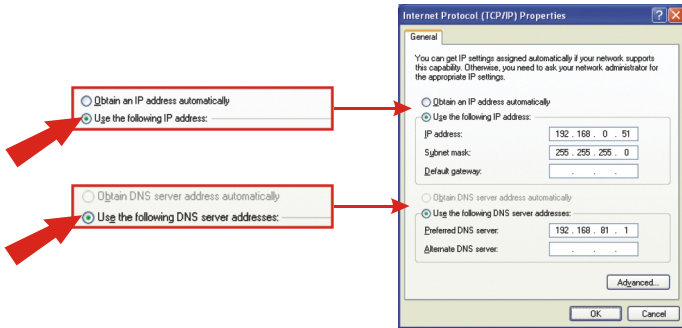 Internet Protocol (TCP/IP) Properties
General
You can get IP settings assigned automatically if your network supports
this capability. Otherwise, you need to ask your network administrator for
the appropriate IP settings.
Obtain an IP address automatically
Use the following IP address:
Obtain an IP address automatically
Use the following IP address:
IP address: 192 . 168 . 0 . 51
Subnet mask: 255 . 255 . 255 . 0
Default gateway: . . .
Obtain DNS server address automatically
Use the following DNS server addresses:
Obtain DNS server address automatically
Use the following DNS server addresses:
Preferred DNS server: 192 . 168 . 81 . 1
Alternate DNS server: . . .
Advanced...
OK Cancel